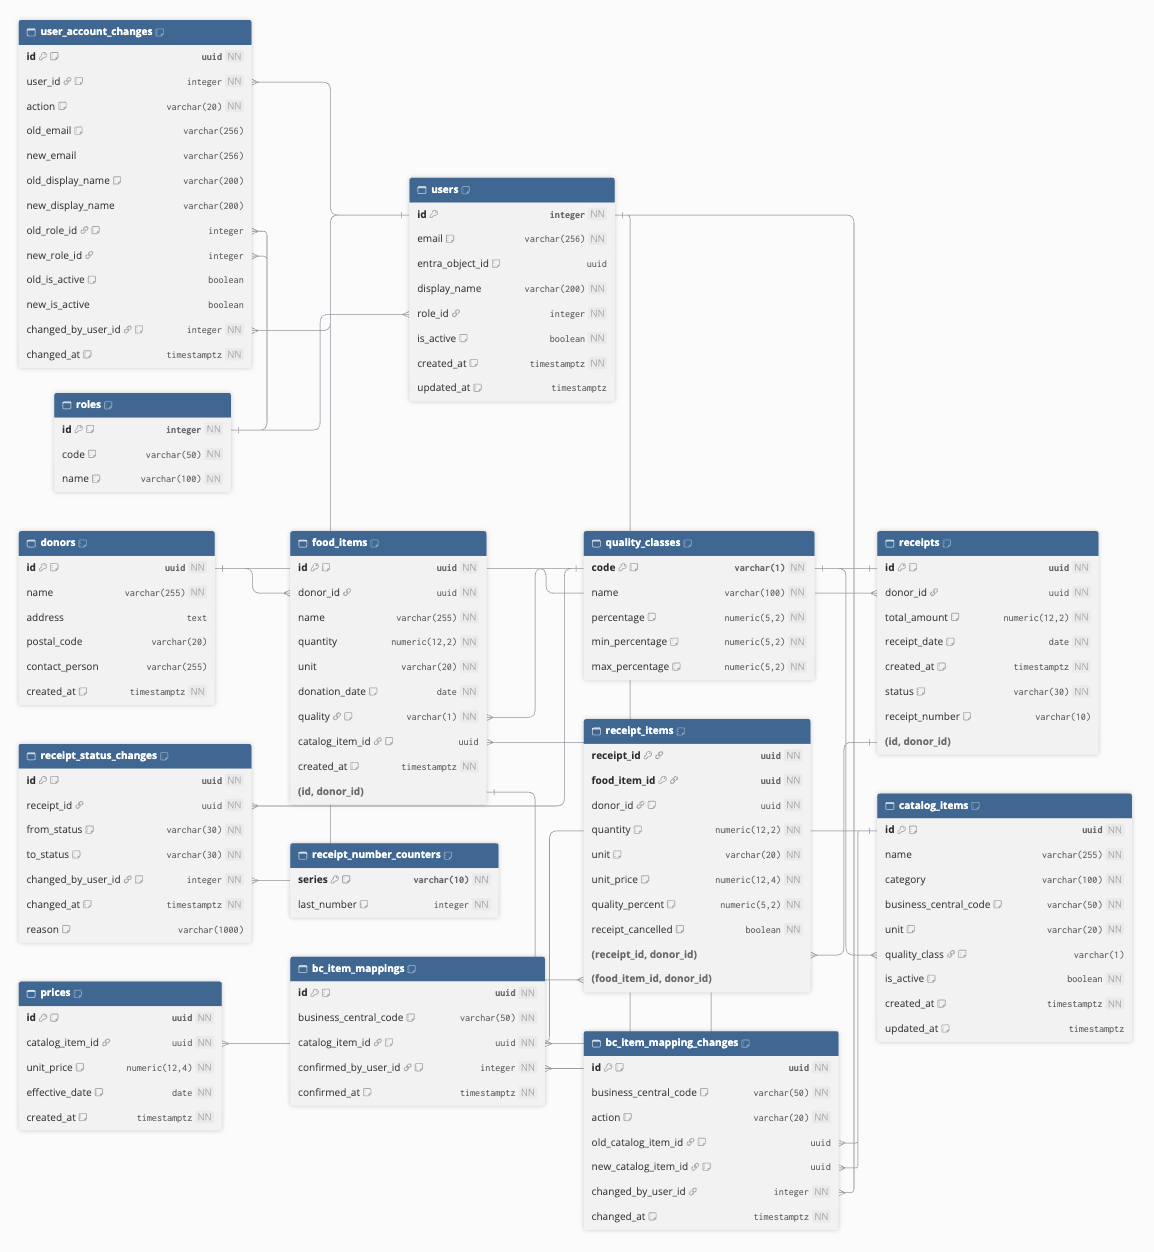 user_account_changes
id uuid NN
user_id integer NN
action varchar(20) NN
old_email varchar(256)
new_email varchar(256)
old_display_name varchar(200)
new_display_name varchar(200)
old_role_id integer
new_role_id integer
old_is_active boolean
new_is_active boolean
changed_by_user_id integer NN
changed_at timestamptz NN
users
id integer NN
email varchar(256) NN
entra_object_id uuid
display_name varchar(200) NN
role_id integer NN
is_active boolean NN
created_at timestamptz NN
updated_at timestamptz
roles
id integer NN
code varchar(50) NN
name varchar(100) NN
donors
id uuid NN
name varchar(255) NN
address text
postal_code varchar(20)
contact_person varchar(255)
created_at timestamptz NN
food_items
id uuid NN
donor_id uuid NN
name varchar(255) NN
quantity numeric(12,2) NN
unit varchar(20) NN
donation_date date NN
quality varchar(1) NN
catalog_item_id uuid
created_at timestamptz NN
(id, donor_id)
quality_classes
code varchar(1) NN
name varchar(100) NN
percentage numeric(5,2) NN
min_percentage numeric(5,2) NN
max_percentage numeric(5,2) NN
receipts
id uuid NN
donor_id uuid NN
total_amount numeric(12,2) NN
receipt_date date NN
created_at timestamptz NN
status varchar(30) NN
receipt_number varchar(10)
(id, donor_id)
receipt_status_changes
id uuid NN
receipt_id uuid NN
from_status varchar(30) NN
to_status varchar(30) NN
changed_by_user_id integer NN
changed_at timestamptz NN
reason varchar(1000)
receipt_number_counters
series varchar(10) NN
last_number integer NN
receipt_items
receipt_id uuid NN
food_item_id uuid NN
donor_id uuid NN
quantity numeric(12,2) NN
unit varchar(20) NN
unit_price numeric(12,4) NN
quality_percent numeric(5,2) NN
receipt_cancelled boolean NN
(receipt_id, donor_id)
(food_item_id, donor_id)
catalog_items
id uuid NN
name varchar(255) NN
category varchar(100) NN
business_central_code varchar(50) NN
unit varchar(20) NN
quality_class varchar(1)
is_active boolean NN
created_at timestamptz NN
updated_at timestamptz
prices
id uuid NN
catalog_item_id uuid NN
unit_price numeric(12,4) NN
effective_date date NN
created_at timestamptz NN
bc_item_mappings
id uuid NN
business_central_code varchar(50) NN
catalog_item_id uuid NN
confirmed_by_user_id integer NN
confirmed_at timestamptz NN
bc_item_mapping_changes
id uuid NN
business_central_code varchar(50) NN
action varchar(20) NN
old_catalog_item_id uuid
new_catalog_item_id uuid
changed_by_user_id integer NN
changed_at timestamptz NN